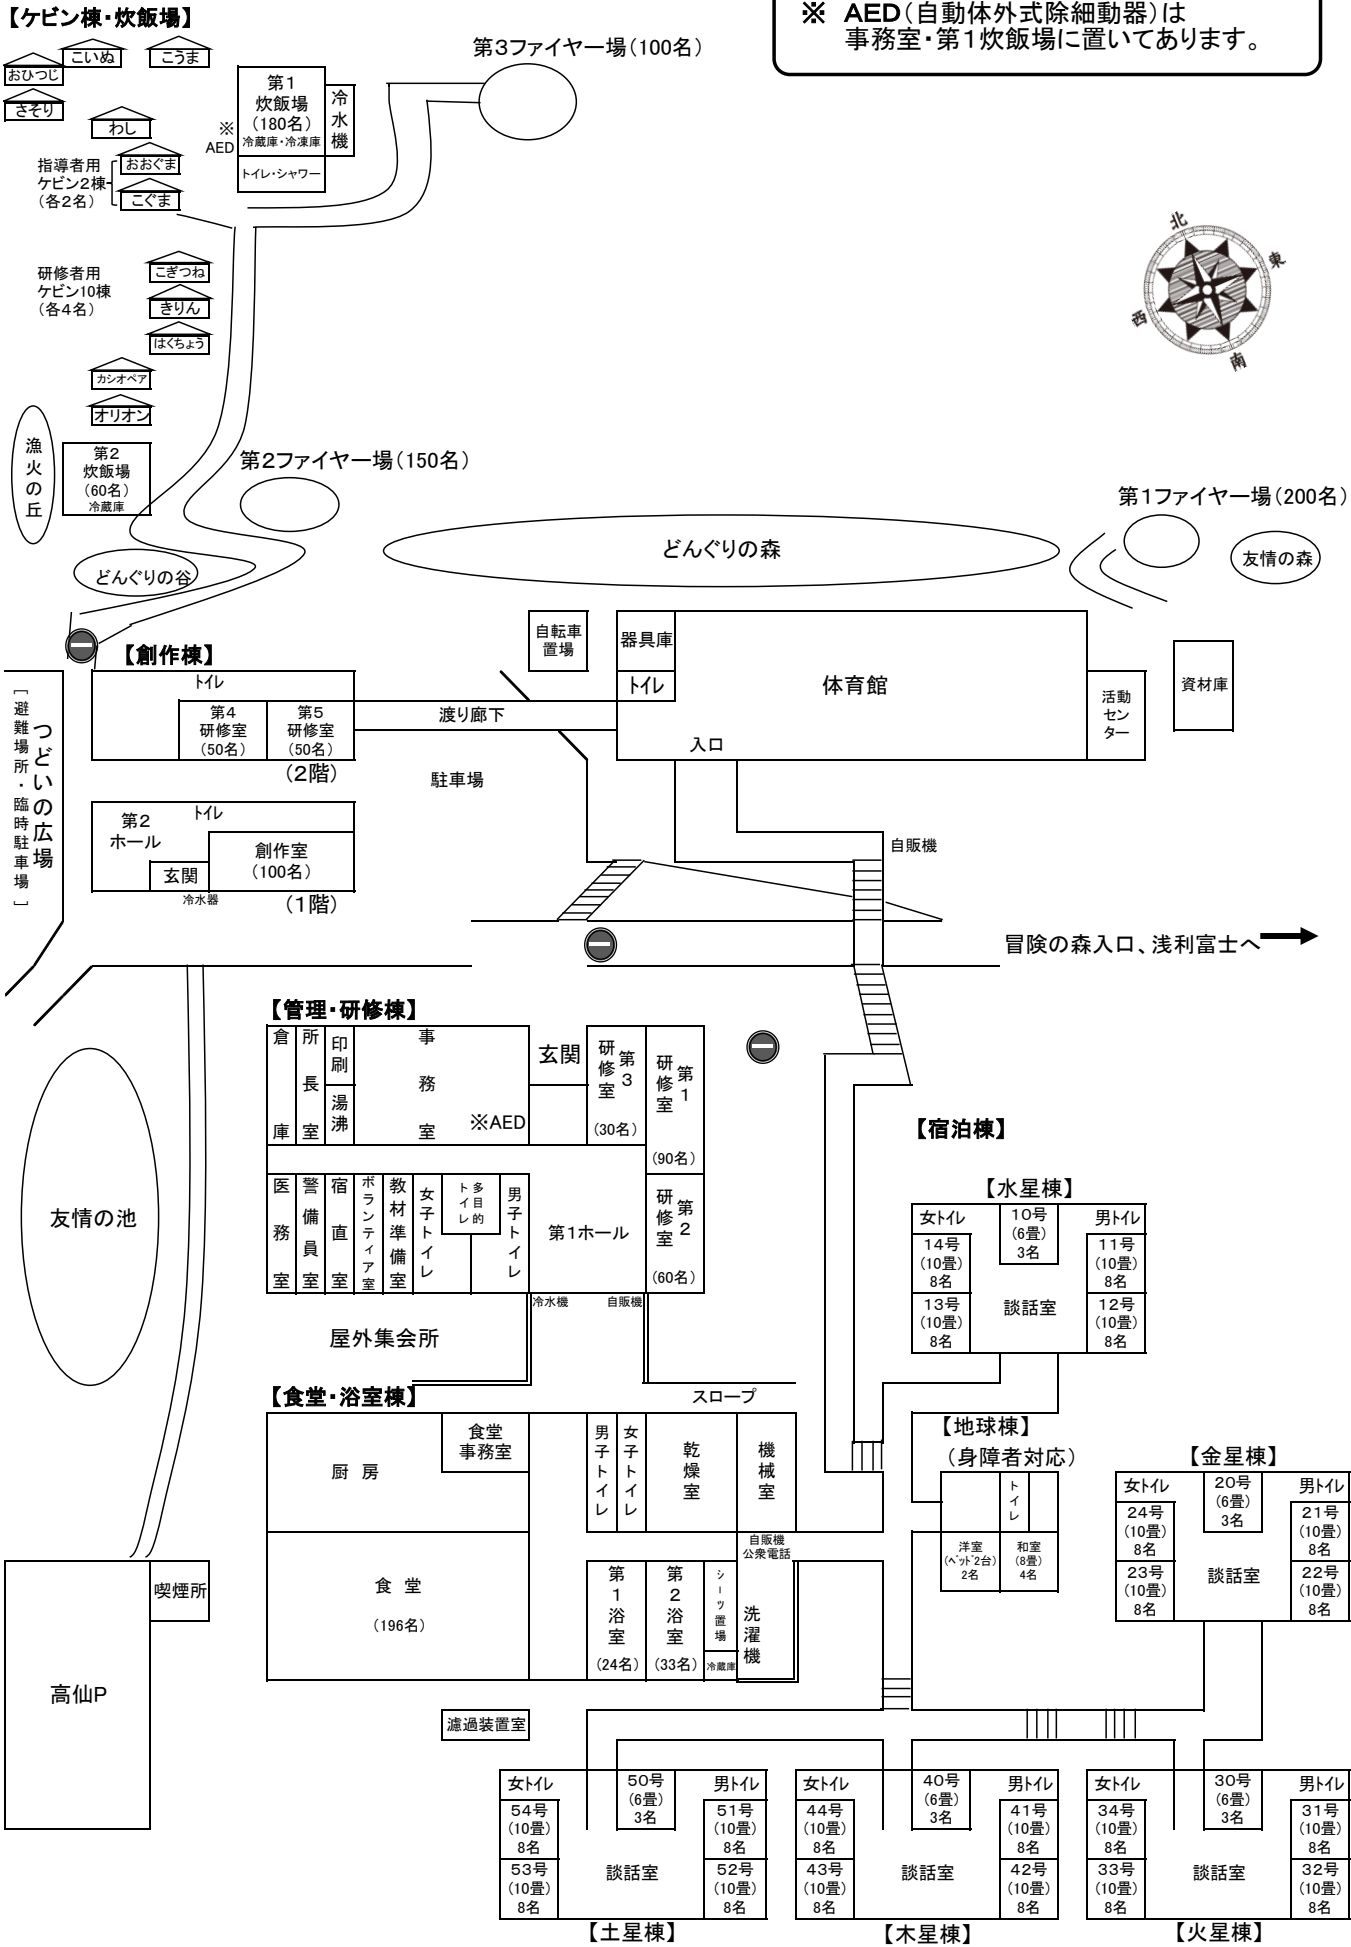 【ケビン棟・炊飯場】
※ AED（自動体外式除細動器）は
事務室・第1炊飯場に置いてあります。
第3ファイヤー場（100名）
こいぬ
こうま
おひつじ
さそり
わし
第1
炊飯場
（180名）
冷蔵庫・冷凍庫
冷水機
※
AED
トイレ・シャワー
指導者用
ケビン2棟
（各2名）
おおぐま
こぐま
北
東
西
南
研修者用
ケビン10棟
（各4名）
こぎつね
きりん
はくちょう
カシオペア
オリオン
漁火の丘
第2
炊飯場
（60名）
冷蔵庫
第2ファイヤー場（150名）
第1ファイヤー場（200名）
どんぐりの森
友情の森
どんぐりの谷
【創作棟】
自転車
置場
器具庫
トイレ
体育館
入口
活動
セン
ター
資材庫
つどいの広場
［避難場所・臨時駐車場］
トイレ
第4
研修室
（50名）
第5
研修室
（50名）
（2階）
渡り廊下
駐車場
第2
ホール
トイレ
玄関
創作室
（100名）
冷水器
（1階）
自販機
冒険の森入口、浅利富士へ
【管理・研修棟】
倉庫
所長室
印刷
湯沸
事務室
※AED
玄関
第3
研修室
（30名）
第1
研修室
（90名）
医務室
警備員室
宿直室
ボランティア室
教材準備室
女子トイレ
多目的
トイレ
男子トイレ
第1ホール
第2
研修室
（60名）
冷水機
自販機
友情の池
屋外集会所
【宿泊棟】
【水星棟】
女トイレ
10号
（6畳）
3名
男トイレ
14号
（10畳）
8名
11号
（10畳）
8名
13号
（10畳）
8名
談話室
12号
（10畳）
8名
【食堂・浴室棟】
スロープ
厨房
食堂
事務室
男子トイレ
女子トイレ
乾燥室
機械室
自販機
公衆電話
食堂
（196名）
第1浴室
（24名）
第2浴室
（33名）
シーツ置場
冷蔵庫
洗濯機
【地球棟】
（身障者対応）
トイレ
洋室
（ベット゛2台）
2名
和室
（8畳）
4名
【金星棟】
女トイレ
20号
（6畳）
3名
男トイレ
24号
（10畳）
8名
21号
（10畳）
8名
23号
（10畳）
8名
談話室
22号
（10畳）
8名
喫煙所
高仙P
濾過装置室
女トイレ
50号
（6畳）
3名
男トイレ
54号
（10畳）
8名
51号
（10畳）
8名
53号
（10畳）
8名
談話室
52号
（10畳）
8名
【土星棟】
女トイレ
40号
（6畳）
3名
男トイレ
44号
（10畳）
8名
41号
（10畳）
8名
43号
（10畳）
8名
談話室
42号
（10畳）
8名
【木星棟】
女トイレ
30号
（6畳）
3名
男トイレ
34号
（10畳）
8名
31号
（10畳）
8名
33号
（10畳）
8名
談話室
32号
（10畳）
8名
【火星棟】